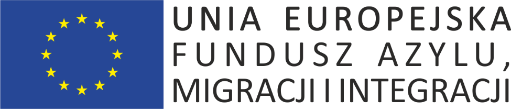 UNIA EUROPEJSKA
FUNDUSZ AZYLU,
MIGRACJI I INTEGRACJI